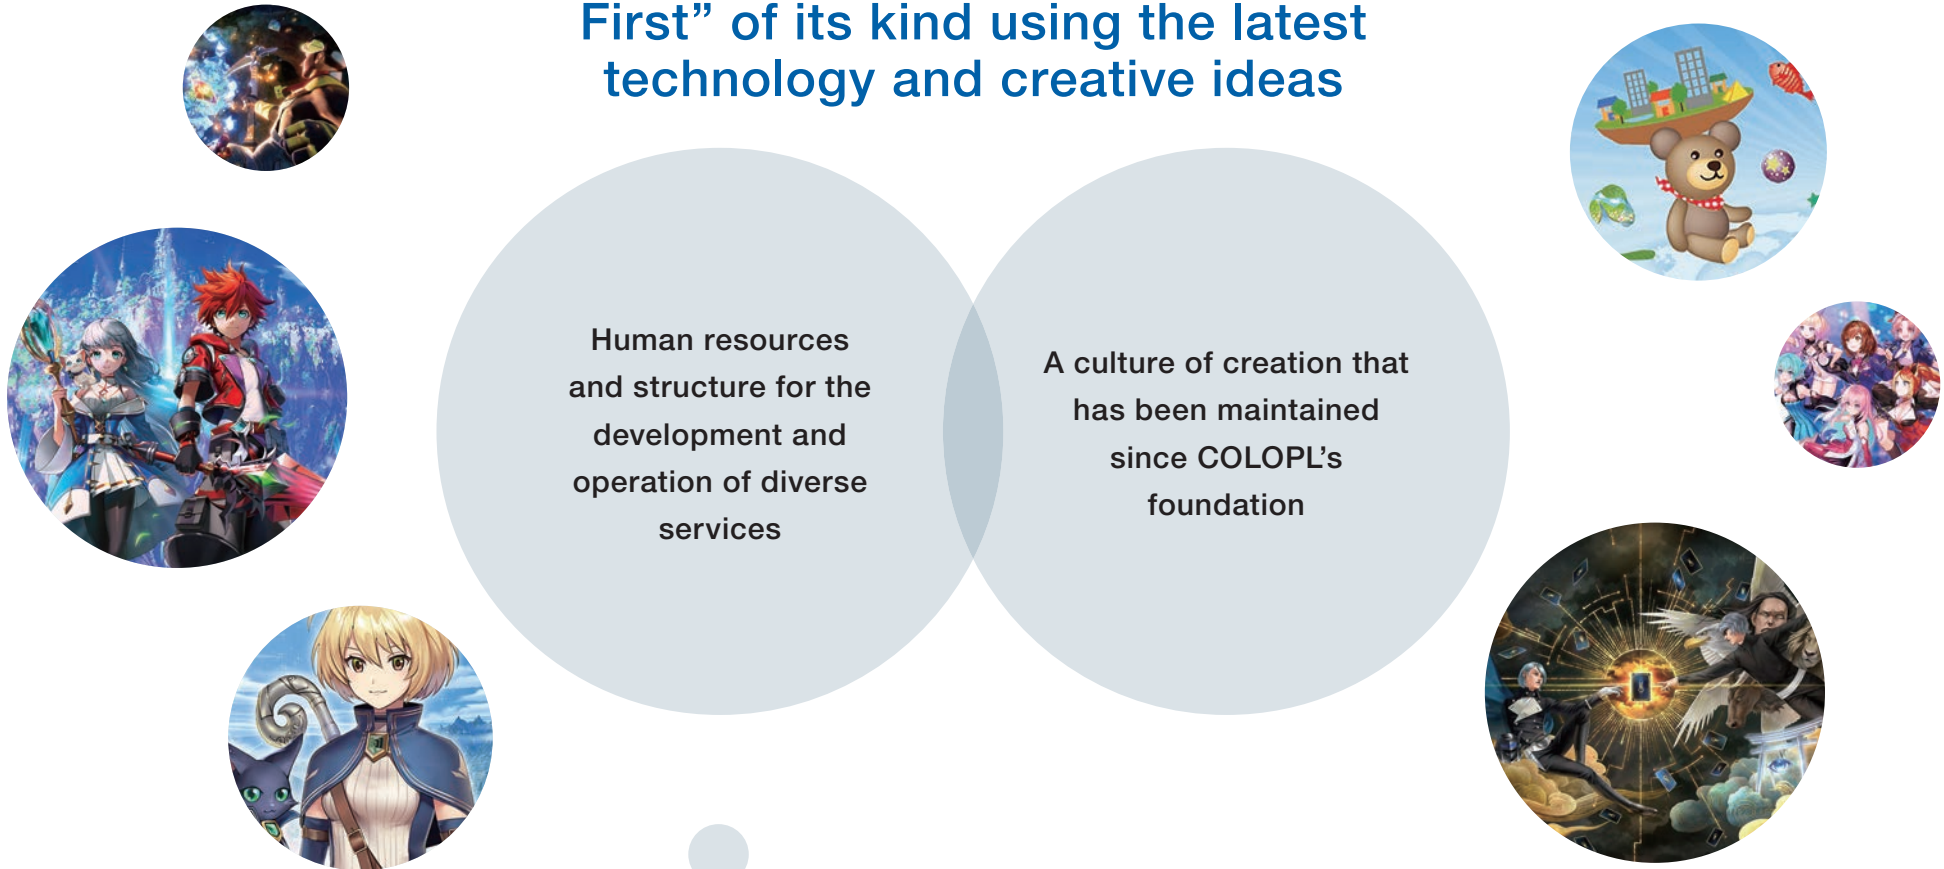 First” of its kind using the latest
technology and creative ideas
Human resources
and structure for the
development and
operation of diverse
services
A culture of creation that
has been maintained
since COLOPL’s
foundation